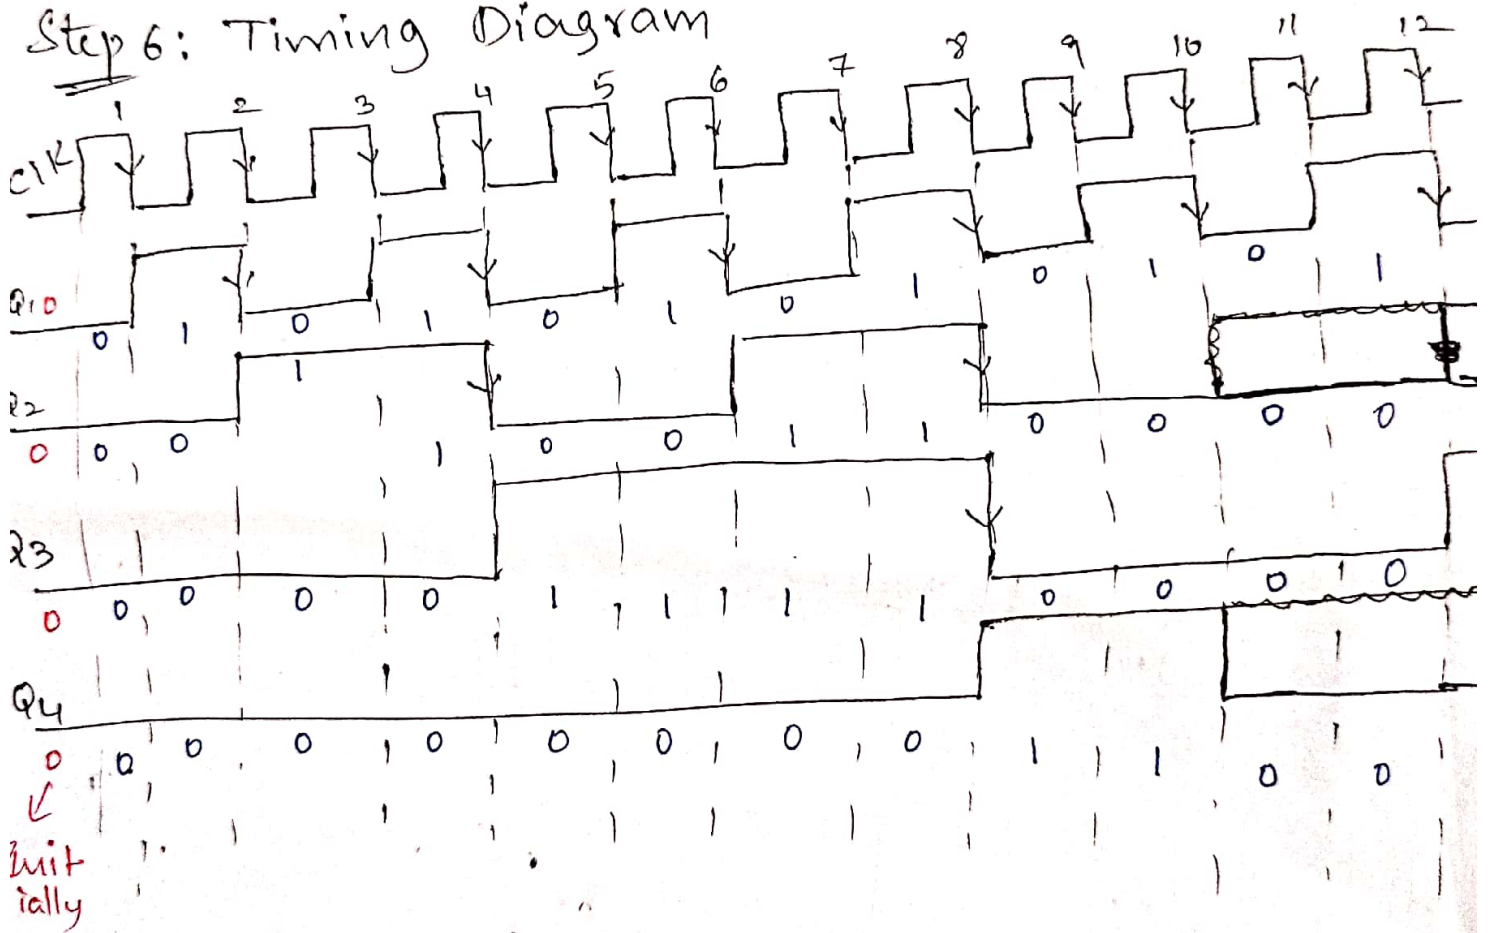 Step 6: Timing Diagram
1 2 3 4 5 6 7 8 9 10 11 12
ClK
Q1 0
0 1 0 1 0 1 0 1 0 1 0 1
Q2
0 0 0 1 1 0 0 1 1 0 0 0 0
Q3
0 0 0 0 0 1 1 1 1 0 0 0 0
Q4
0 0 0 0 0 0 0 0 0 1 1 0 0
Init
ially